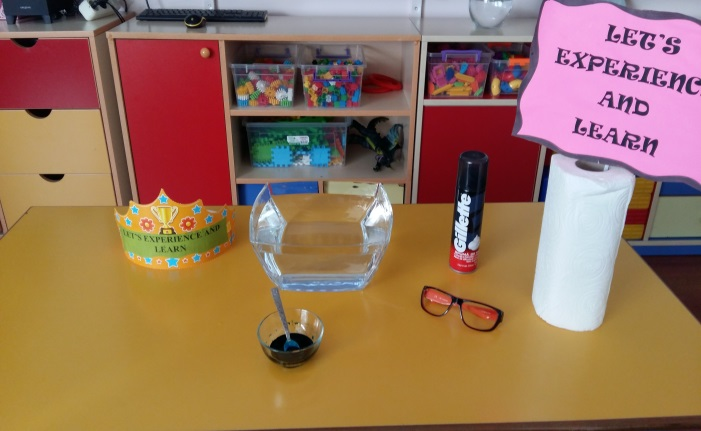 LET'S
EXPERIENC
AND
LEARN
LET'S EXPERIENCE AND
LEARN
Gillette